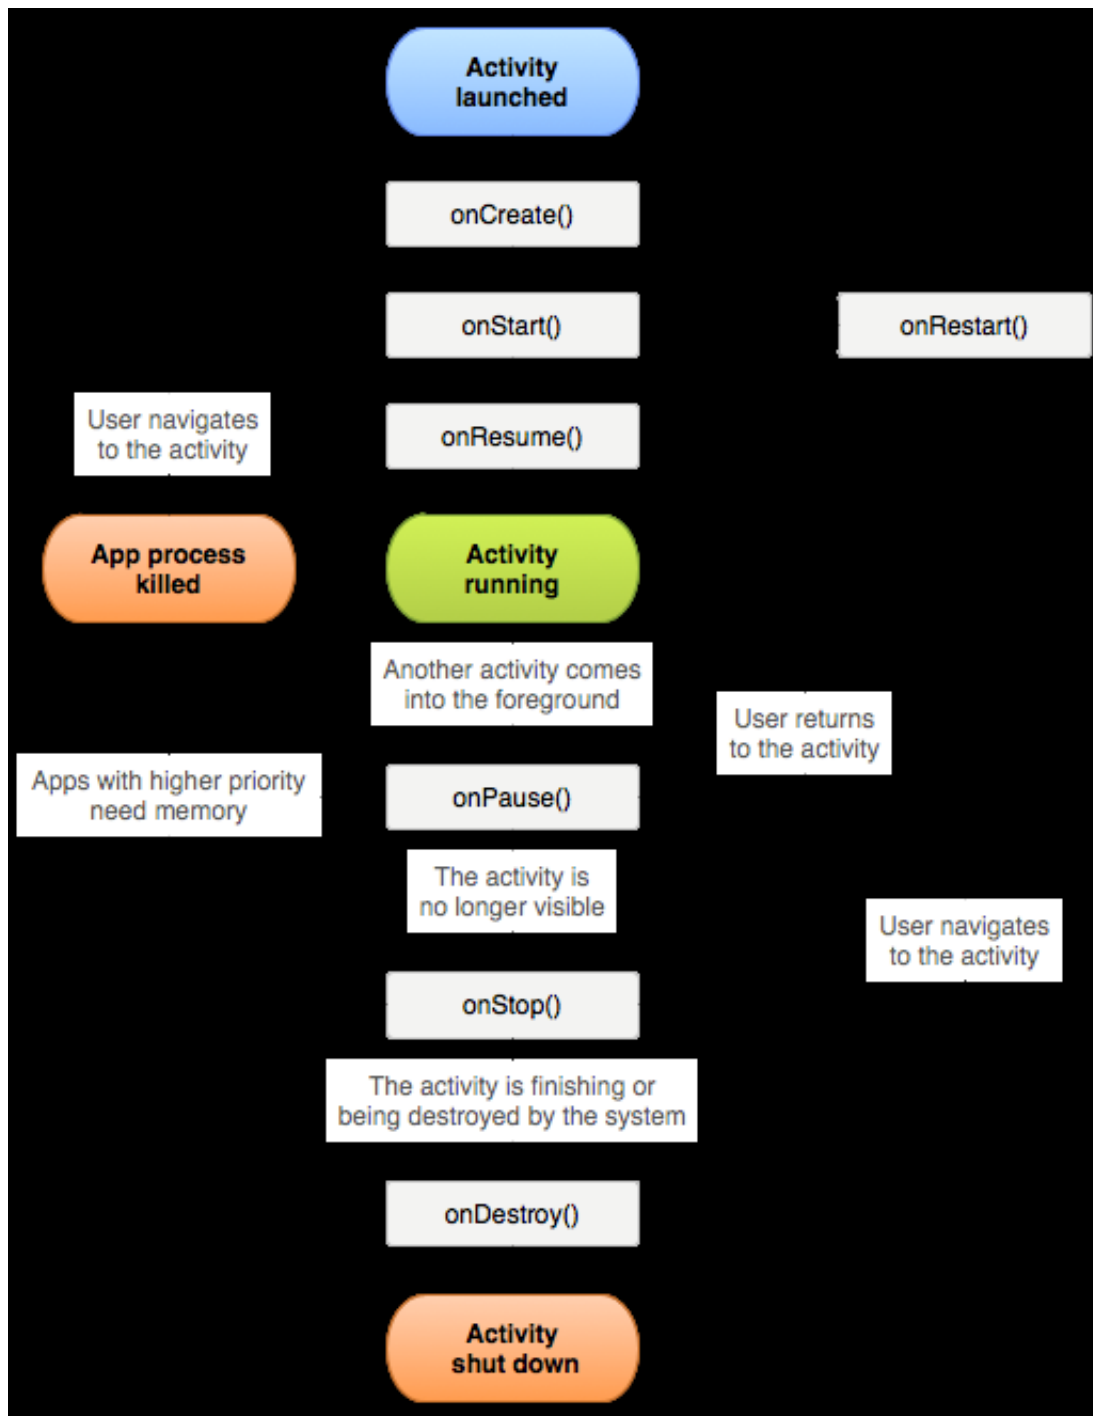 Activity
launched
onCreate()
onStart()
onRestart()
User navigates
to the activity
onResume()
App process
killed
Activity
running
Another activity comes
into the foreground
User returns
to the activity
Apps with higher priority
need memory
onPause()
The activity is
no longer visible
User navigates
to the activity
onStop()
The activity is finishing or
being destroyed by the system
onDestroy()
Activity
shut down